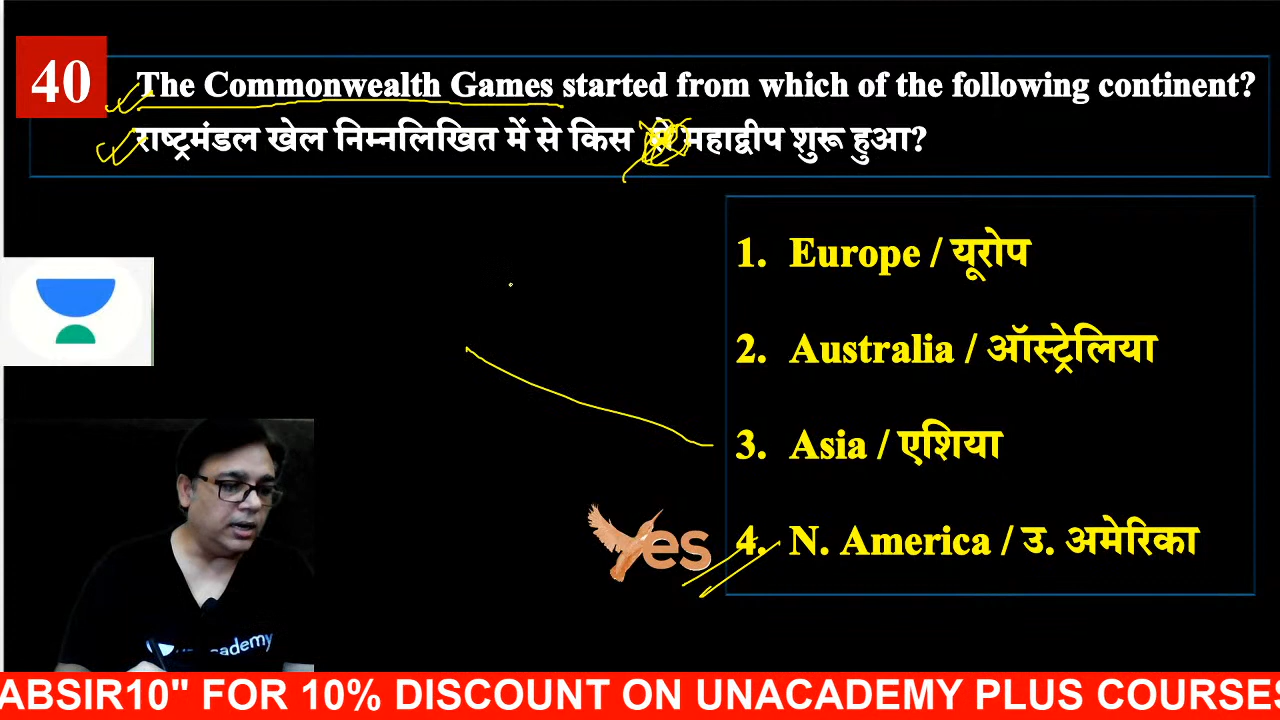 40
The Commonwealth Games started from which of the following continent?
राष्ट्रमंडल खेल निम्नलिखित में से किस महाद्वीप शुरू हुआ?
1. Europe / यूरोप
2. Australia / ऑस्ट्रेलिया
3. Asia / एशिया
Yes
4. N. America / उ. अमेरिका
ABSIR10" FOR 10% DISCOUNT ON UNACADEMY PLUS COURSES